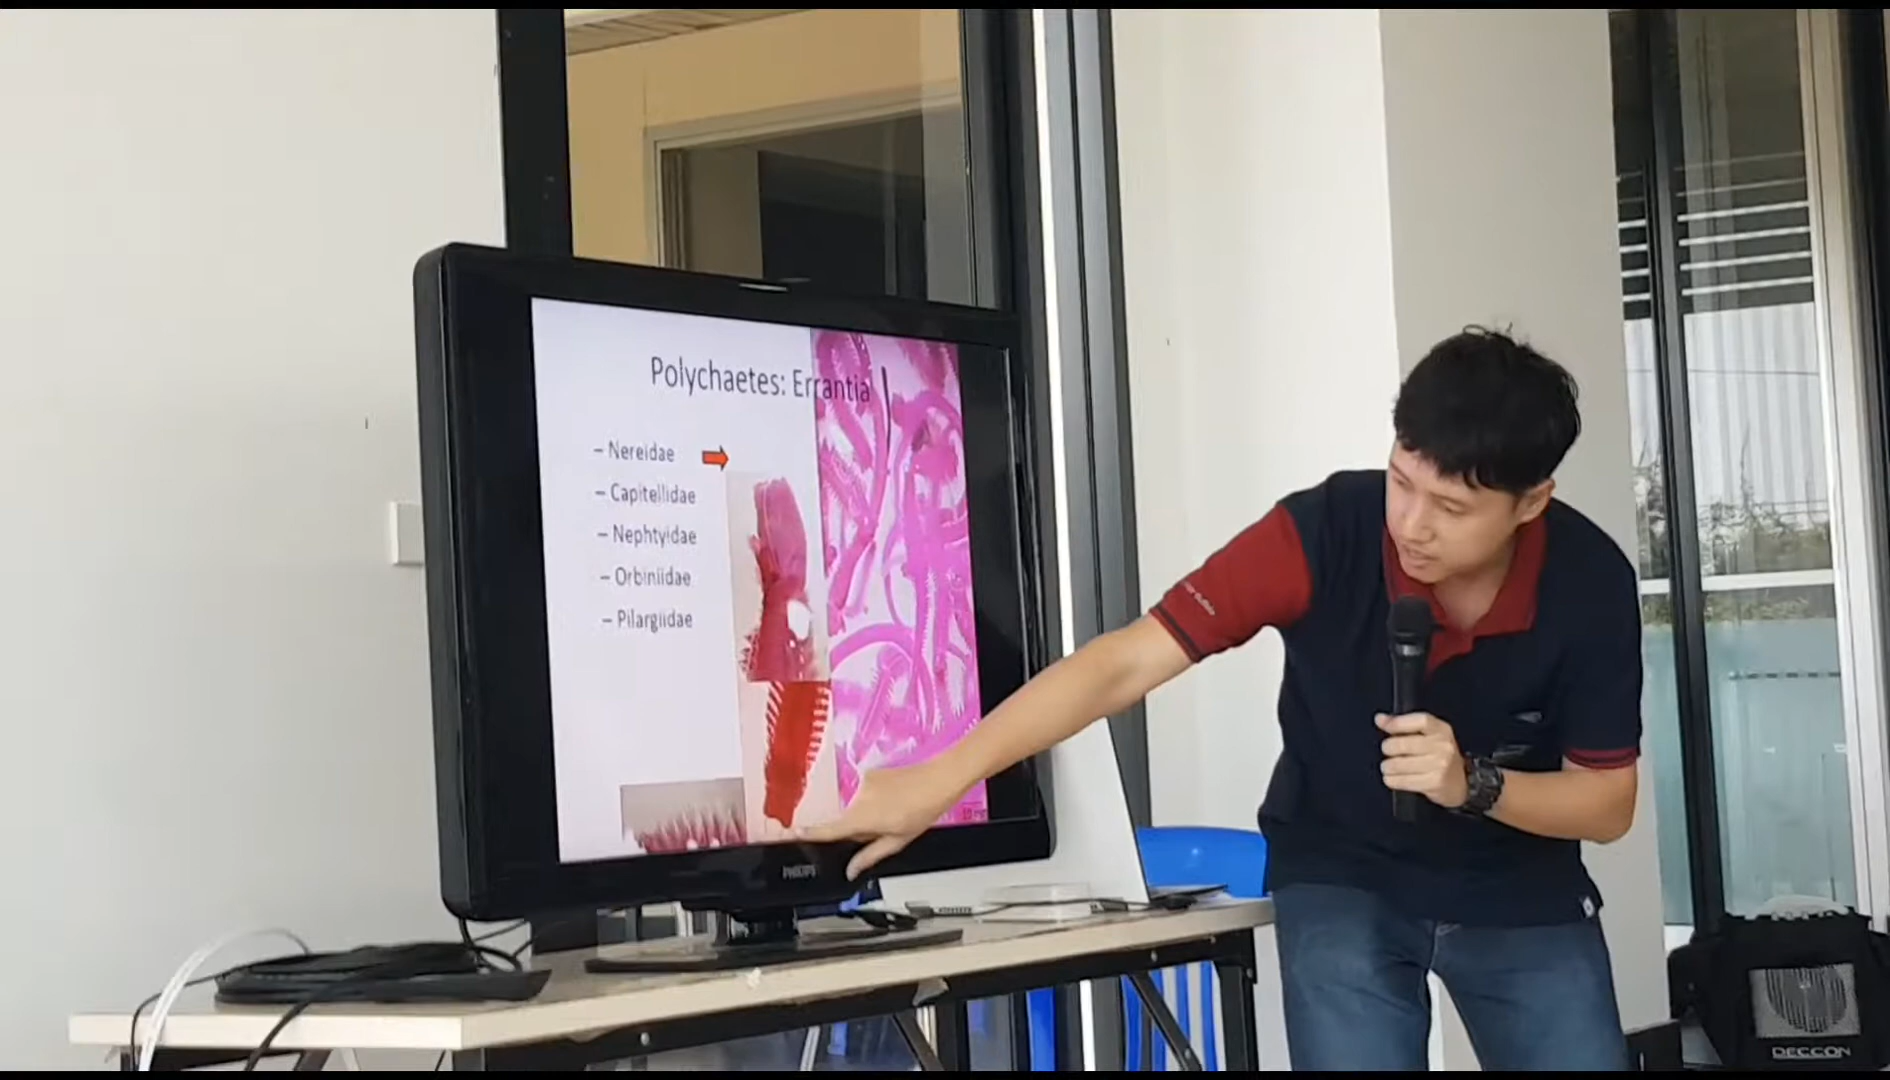 Polychaetes: Errantia
– Nereidae
– Capitellidae
– Nephtyidae
– Orbiniidae
– Pilargiidae
PHILIPS
DECCON